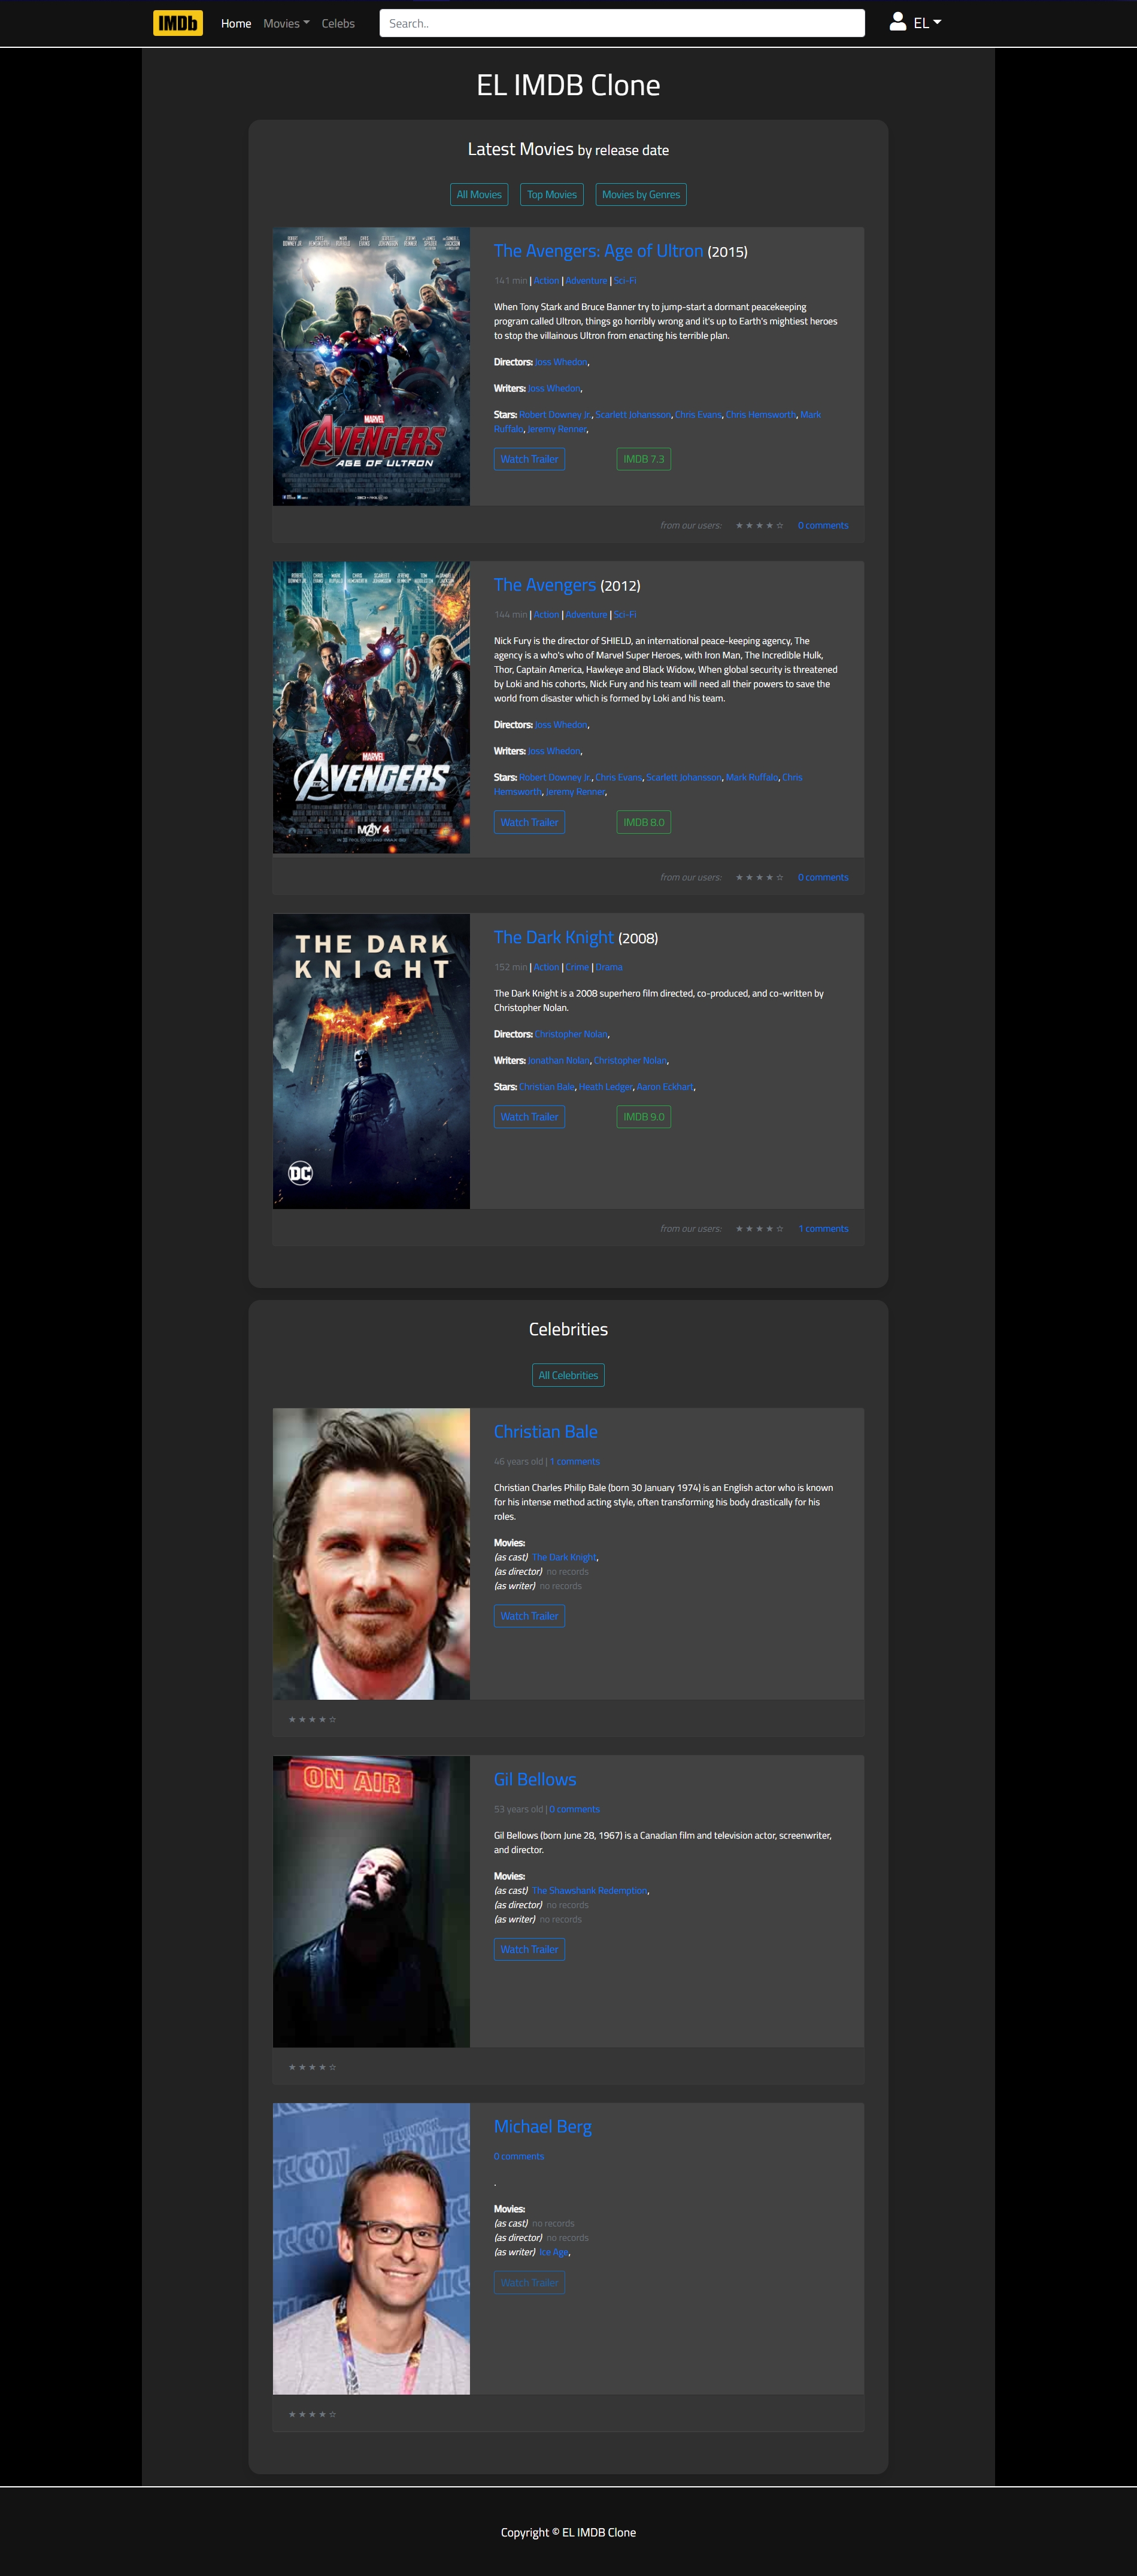 IMDb Home Movies Celebs Search.. EL
EL IMDB Clone
Latest Movies by release date
All Movies Top Movies Movies by Genres
The Avengers: Age of Ultron (2015)
141 min | Action | Adventure | Sci-Fi
When Tony Stark and Bruce Banner try to jump-start a dormant peacekeeping
program called Ultron, things go horribly wrong and it's up to Earth's mightiest heroes
to stop the villainous Ultron from enacting his terrible plan.
Directors: Joss Whedon,
Writers: Joss Whedon,
Stars: Robert Downey Jr., Scarlett Johansson, Chris Evans, Chris Hemsworth, Mark
Ruffalo, Jeremy Renner,
Watch Trailer IMDB 7.3
MARVEL
AVENGERS
AGE OF ULTRON
from our users: ★ ★ ★ ★ ☆ 0 comments
The Avengers (2012)
144 min | Action | Adventure | Sci-Fi
Nick Fury is the director of SHIELD, an international peace-keeping agency, The
agency is a who's who of Marvel Super Heroes, with Iron Man, The Incredible Hulk,
Thor, Captain America, Hawkeye and Black Widow, When global security is threatened
by Loki and his cohorts, Nick Fury and his team will need all their powers to save the
world from disaster which is formed by Loki and his team.
Directors: Joss Whedon,
Writers: Joss Whedon,
Stars: Robert Downey Jr., Chris Evans, Scarlett Johansson, Mark Ruffalo, Chris
Hemsworth, Jeremy Renner,
Watch Trailer IMDB 8.0
MARVEL
THE AVENGERS
MAY 4
from our users: ★ ★ ★ ★ ☆ 0 comments
THE DARK
KNIGHT
DC
The Dark Knight (2008)
152 min | Action | Crime | Drama
The Dark Knight is a 2008 superhero film directed, co-produced, and co-written by
Christopher Nolan.
Directors: Christopher Nolan,
Writers: Jonathan Nolan, Christopher Nolan,
Stars: Christian Bale, Heath Ledger, Aaron Eckhart,
Watch Trailer IMDB 9.0
from our users: ★ ★ ★ ★ ☆ 1 comments
Celebrities
All Celebrities
Christian Bale
46 years old | 1 comments
Christian Charles Philip Bale (born 30 January 1974) is an English actor who is known
for his intense method acting style, often transforming his body drastically for his
roles.
Movies:
(as cast) The Dark Knight,
(as director) no records
(as writer) no records
Watch Trailer
★ ★ ★ ★ ☆
ON AIR
Gil Bellows
53 years old | 0 comments
Gil Bellows (born June 28, 1967) is a Canadian film and television actor, screenwriter,
and director.
Movies:
(as cast) The Shawshank Redemption,
(as director) no records
(as writer) no records
Watch Trailer
★ ★ ★ ★ ☆
NEW YORK
COMIC
Michael Berg
0 comments
.
Movies:
(as cast) no records
(as director) no records
(as writer) Ice Age,
Watch Trailer
★ ★ ★ ★ ☆
Copyright © EL IMDB Clone